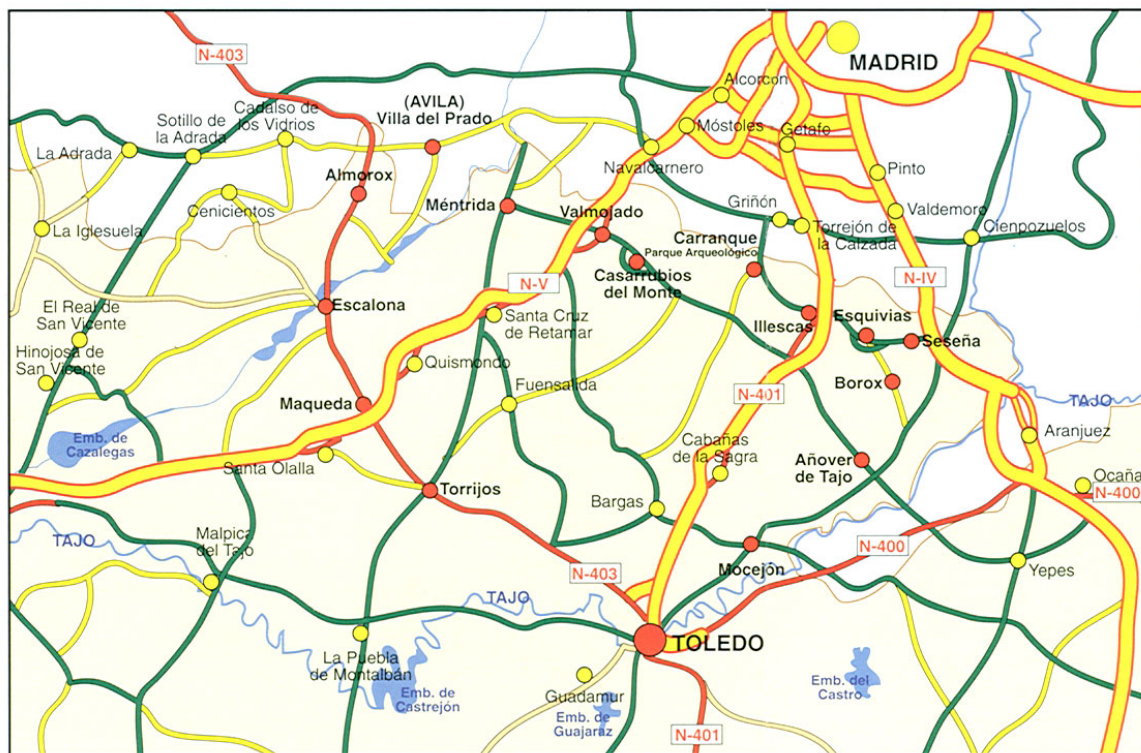 N-403
MADRID
Alcorcon
(AVILA)
Villa del Prado
Cadalso de
los Vidrios
Sotillo de
la Adrada
La Adrada
Móstoles
Getafe
Navalcarnero
Pinto
Almorox
Cenicientos
Méntrida
Valmojado
Griñón
Valdemoro
Torrejón de
la Calzada
Cienpozuelos
La Iglesuela
Carranque
Parque Arqueológico
Casarrubios
del Monte
N-V
N-IV
El Real de
San Vicente
Escalona
Santa Cruz
de Retamar
Illescas
Esquivias
Seseña
Hinojosa de
San Vicente
Quismondo
Fuensalida
Borox
N-401
TAJO
Maqueda
Emb. de
Cazalegas
Santa Olalla
Cabañas
de la Sagra
Añover
de Tajo
Aranjuez
Ocaña
N-400
Torrijos
Bargas
Malpica
del Tajo
TAJO
N-400
Mocejón
Yepes
N-403
TAJO
TOLEDO
La Puebla
de Montalbán
Guadamur
Emb. de
Castrejón
Emb. del
Castro
Emb. de
Guajaraz
N-401